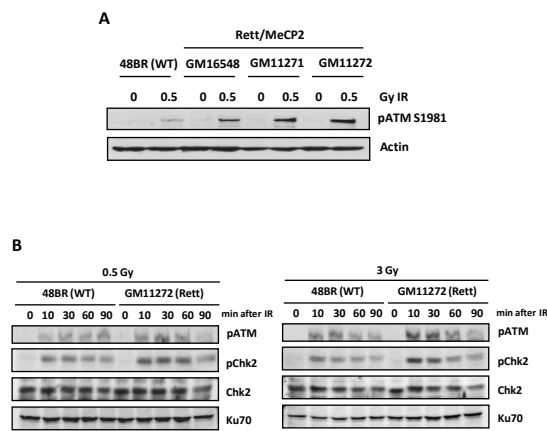 A
Rett/MeCP2
48BR (WT) GM16548 GM11271 GM11272
0 0.5 0 0.5 0 0.5 0 0.5 Gy IR
pATM S1981
Actin
B
0.5 Gy
48BR (WT) GM11272 (Rett)
0 10 30 60 90 0 10 30 60 90 min after IR
pATM
pChk2
Chk2
Ku70
3 Gy
48BR (WT) GM11272 (Rett)
0 10 30 60 90 0 10 30 60 90 min after IR
pATM
pChk2
Chk2
Ku70